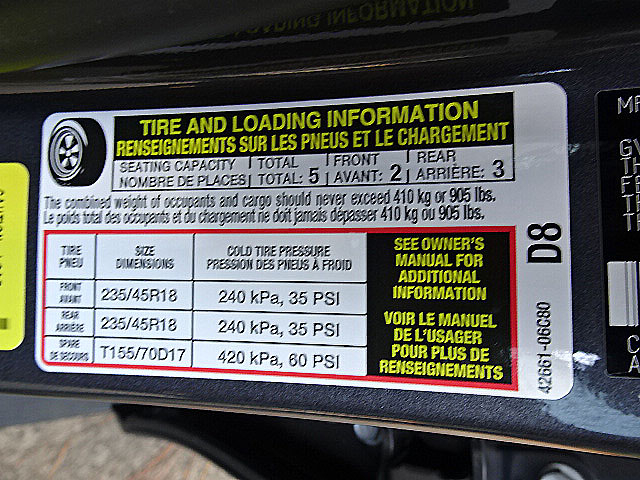 TIRE AND LOADING INFORMATION
RENSEIGNEMENTS SUR LES PNEUS ET LE CHARGEMENT
SEATING CAPACITY TOTAL FRONT REAR
NOMBRE DE PLACES TOTAL: 5 AVANT: 2 ARRIÈRE: 3
The combined weight of occupants and cargo should never exceed 410 kg or 905 lbs.
Le poids total des occupants et du chargement ne doit jamais dépasser 410 kg ou 905 lbs.
TIRE SIZE COLD TIRE PRESSURE
PNEU DIMENSIONS PRESSION DES PNEUS À FROID
FRONT
AVANT 235/45R18 240 kPa, 35 PSI
REAR
ARRIÈRE 235/45R18 240 kPa, 35 PSI
SPARE
DE SECOURS T155/70D17 420 kPa, 60 PSI
SEE OWNER'S
MANUAL FOR
ADDITIONAL
INFORMATION
VOIR LE MANUEL
DE L'USAGER
POUR PLUS DE
RENSEIGNEMENTS
D8
42661-06C80
GV